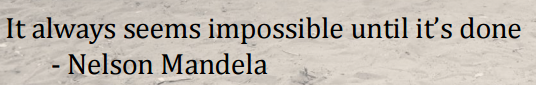 It always seems impossible until it’s done
- Nelson Mandela